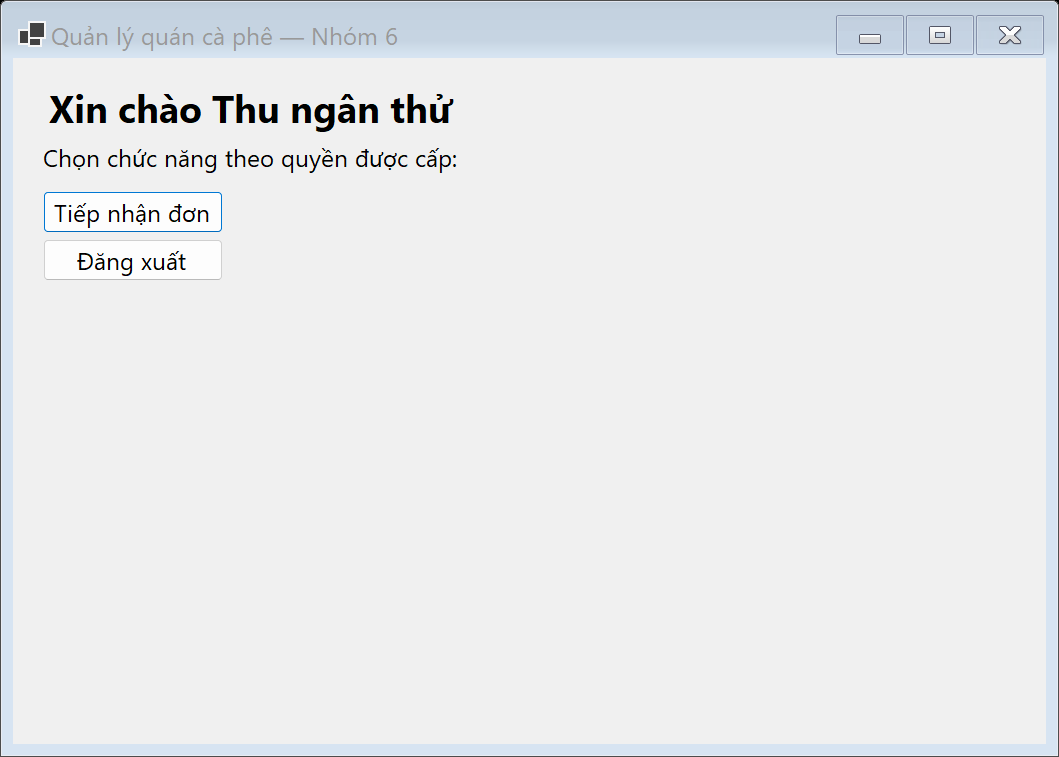 Quản lý quán cà phê — Nhóm 6
Xin chào Thu ngân thử
Chọn chức năng theo quyền được cấp:
Tiếp nhận đơn
Đăng xuất